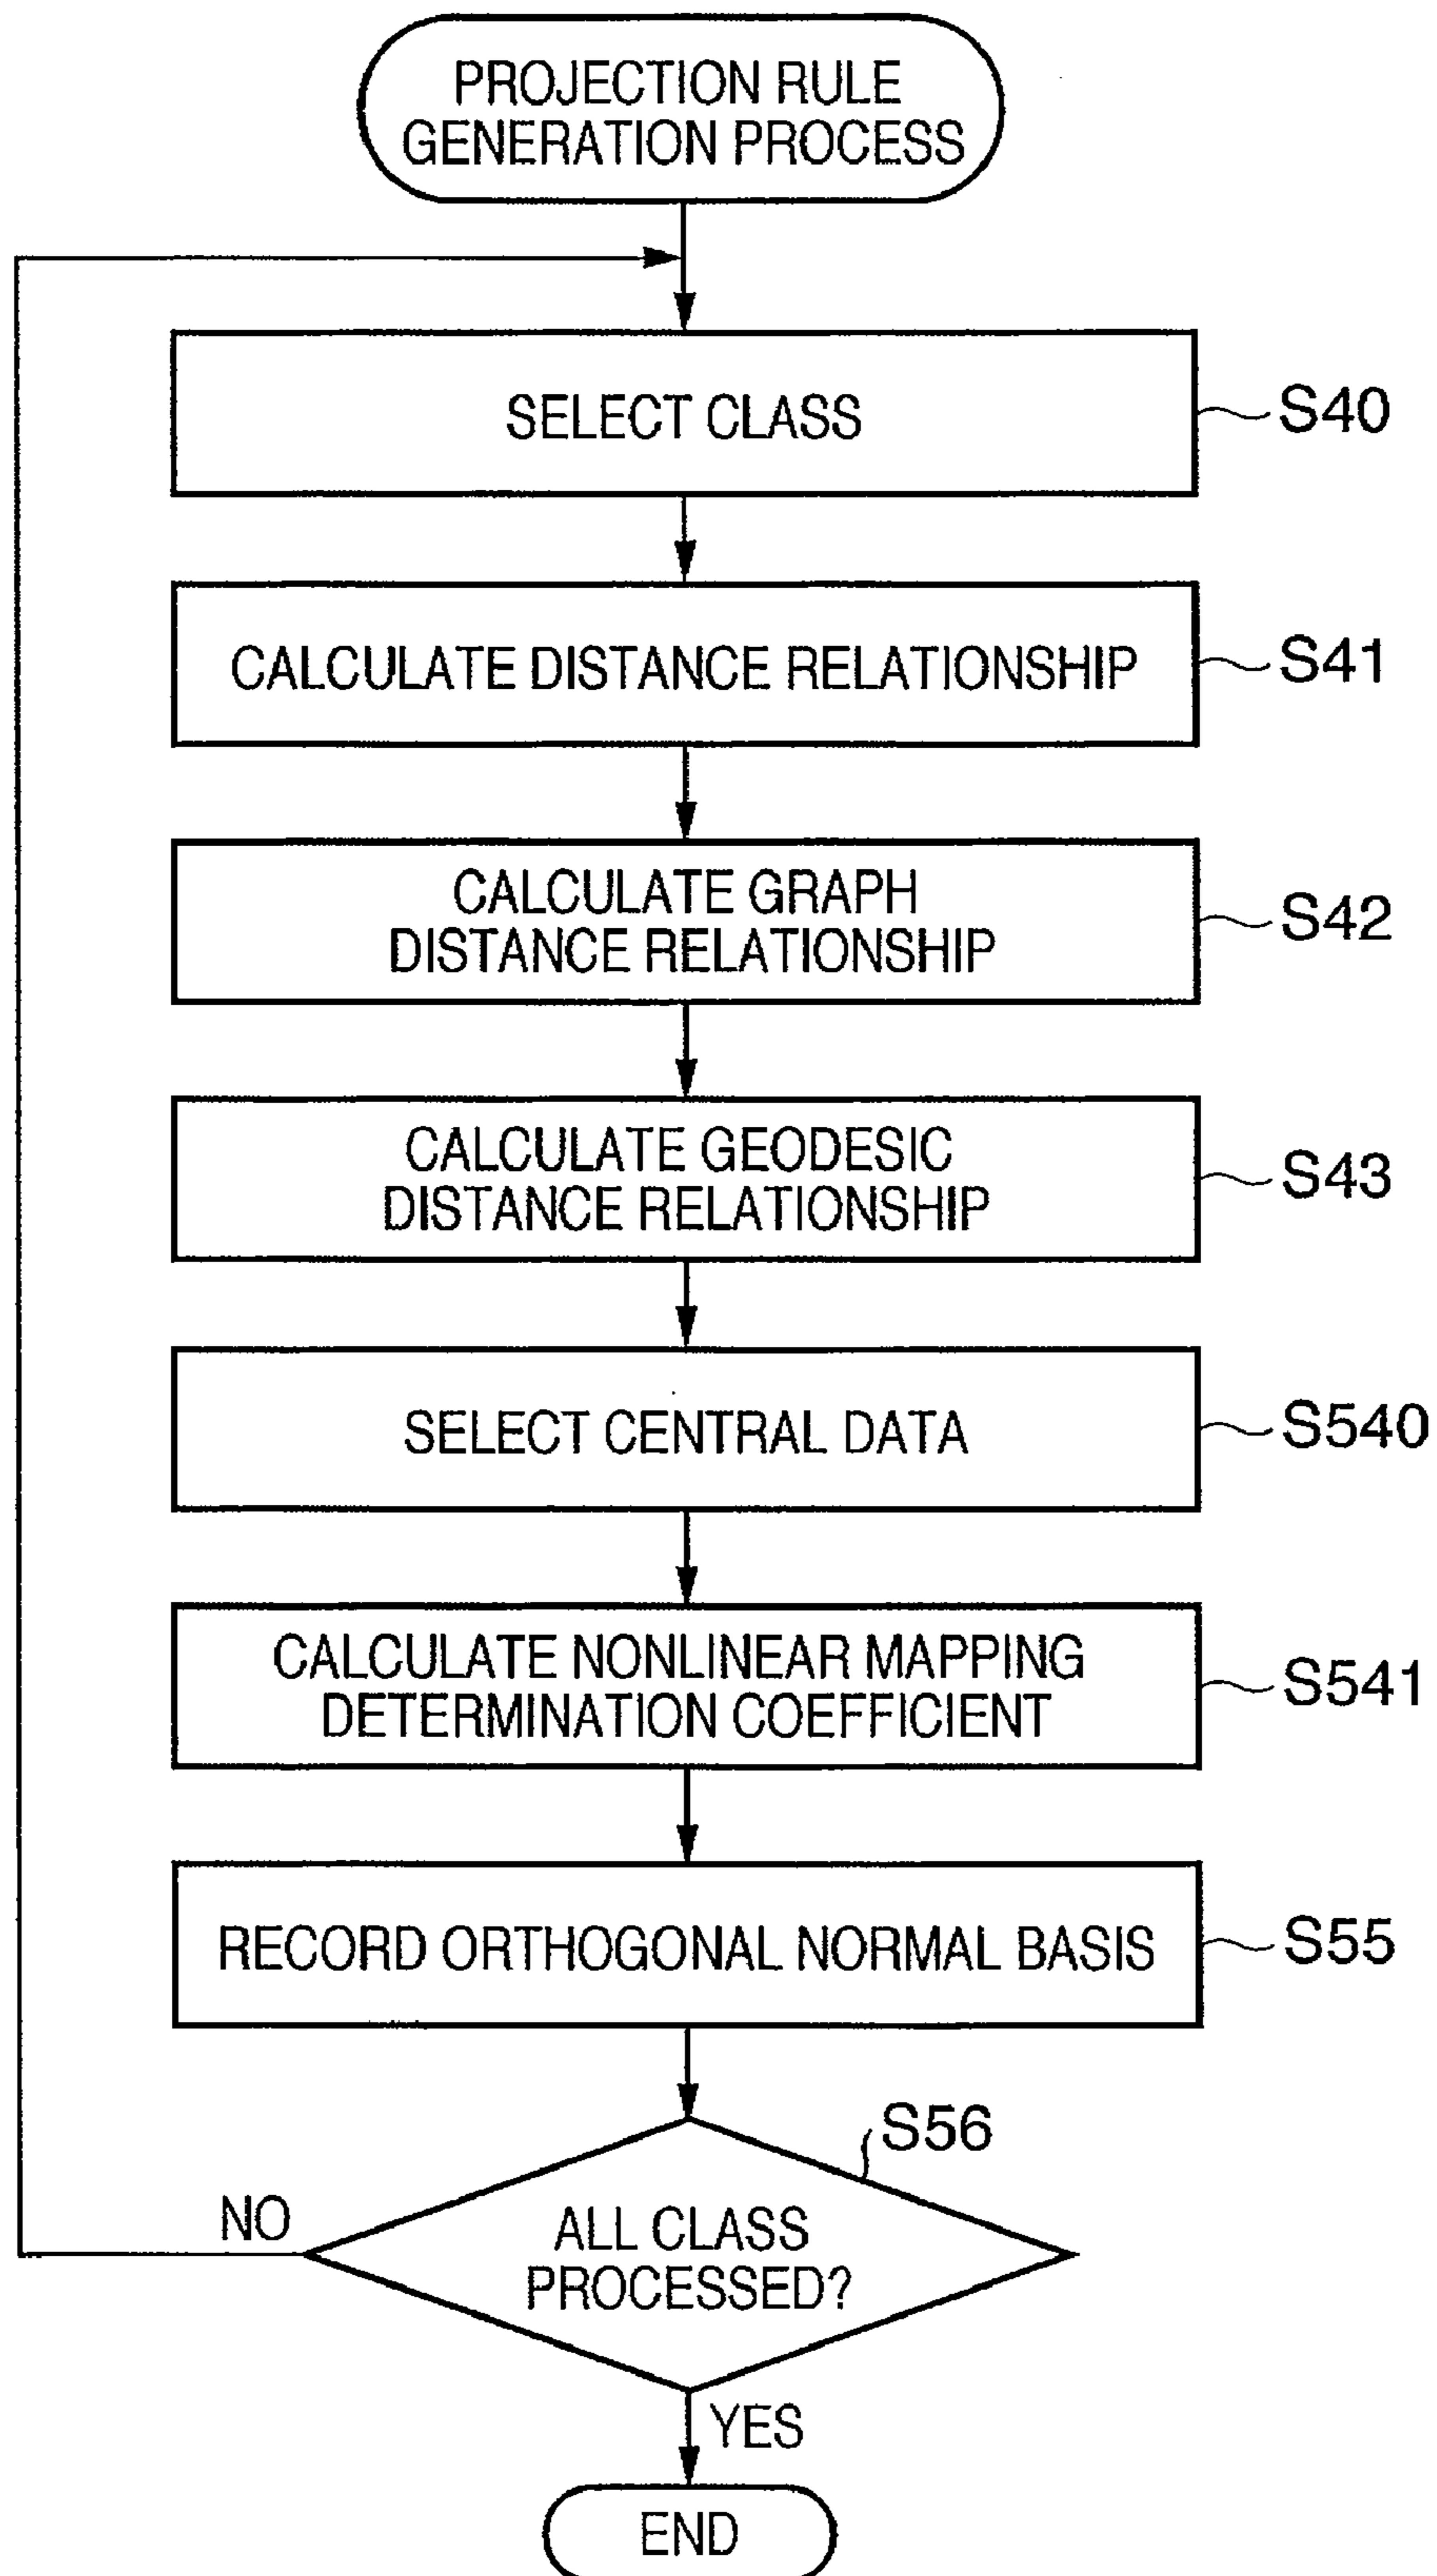 PROJECTION RULE
GENERATION PROCESS
SELECT CLASS
S40
CALCULATE DISTANCE RELATIONSHIP
S41
CALCULATE GRAPH
DISTANCE RELATIONSHIP
S42
CALCULATE GEODESIC
DISTANCE RELATIONSHIP
S43
SELECT CENTRAL DATA
S540
CALCULATE NONLINEAR MAPPING
DETERMINATION COEFFICIENT
S541
RECORD ORTHOGONAL NORMAL BASIS
S55
S56
NO
ALL CLASS
PROCESSED?
YES
END